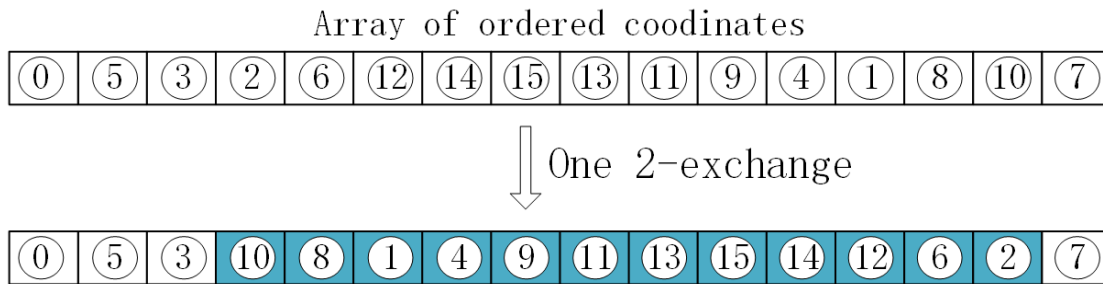 Array of ordered coodinates
0 5 3 2 6 12 14 15 13 11 9 4 1 8 10 7
One 2-exchange
0 5 3 10 8 1 4 9 11 13 15 14 12 6 2 7